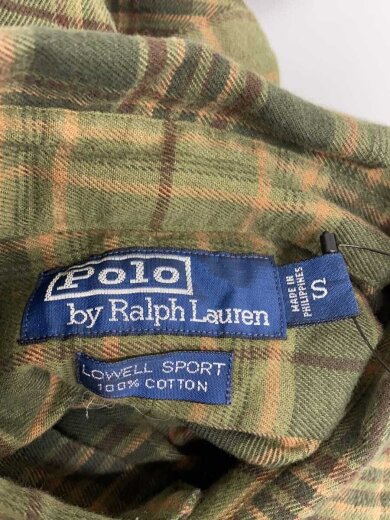 Polo
by Ralph Lauren
MADE IN
PHILIPPINES
S
LOWELL SPORT
100% COTTON